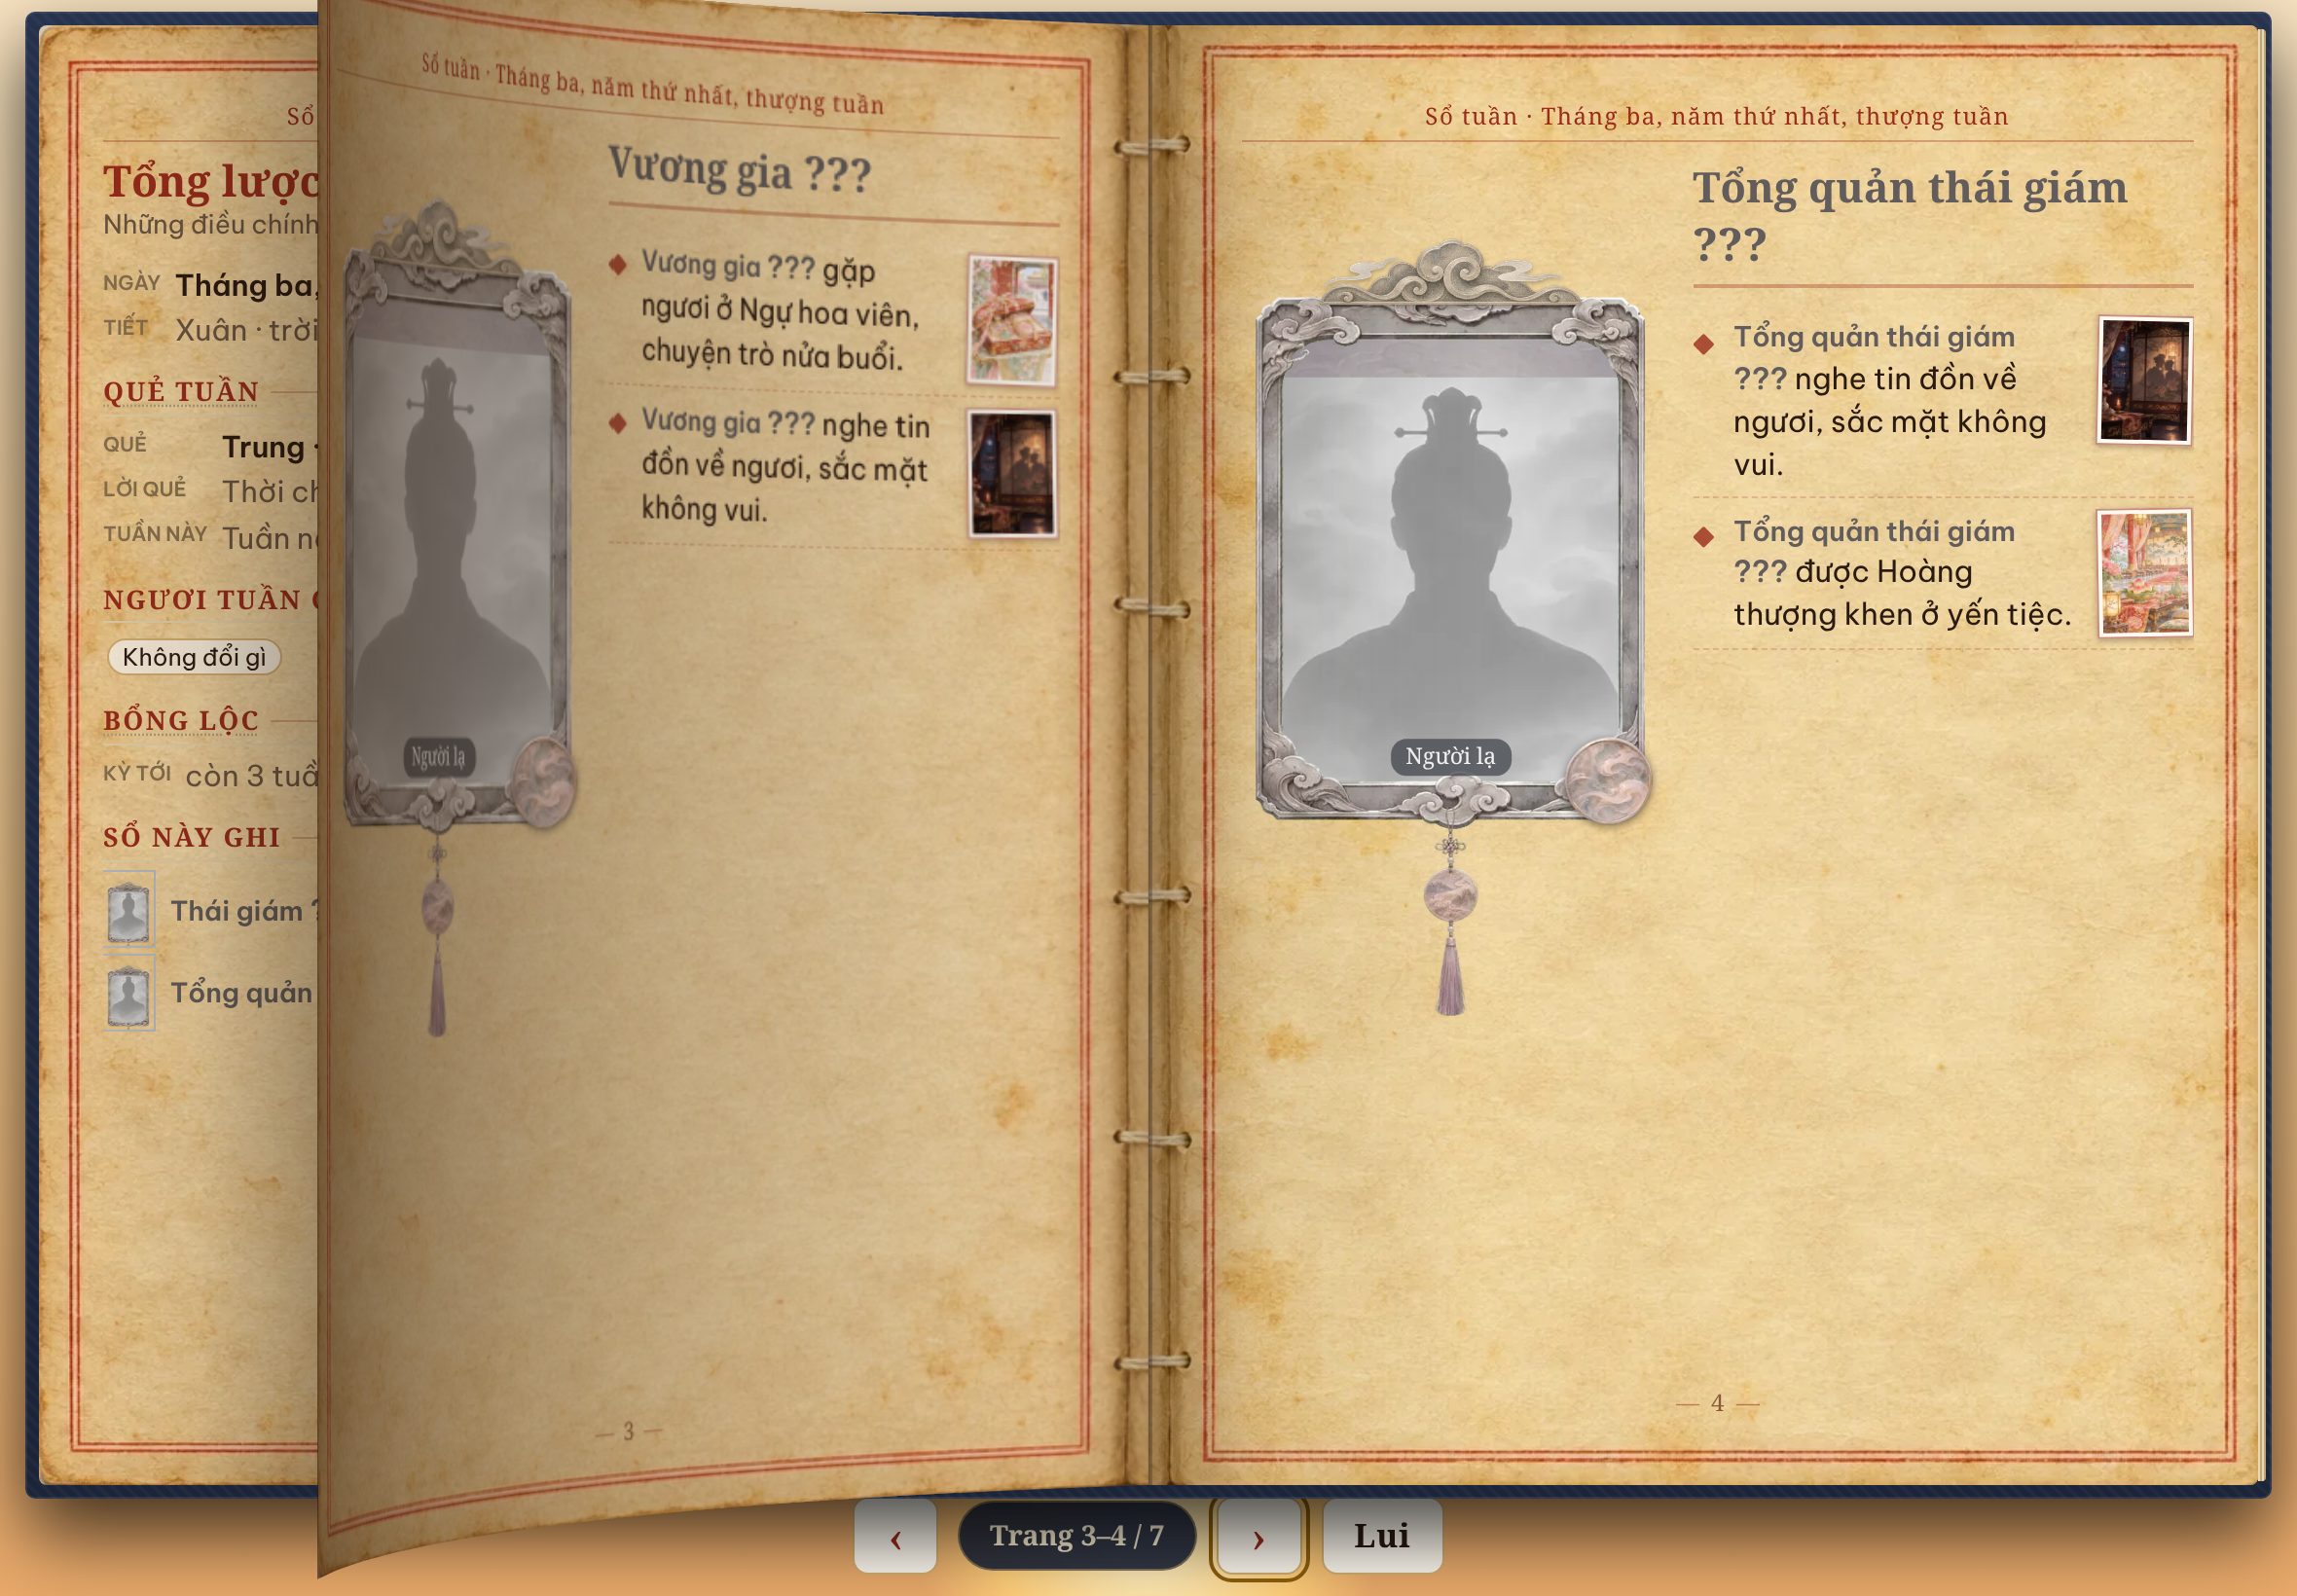 Sổ
Tổng lược
Những điều chính
NGÀY Tháng ba,
TIẾT Xuân · trời
QUẺ TUẦN
QUẺ Trung ·
LỜI QUẺ Thời
TUẦN NÀY Tuần
NGƯƠI TUẦN
Không đổi gì
BỔNG LỘC
KỲ TỚI còn 3
SỔ NÀY GHI
Thái giám
Tổng quản
Sổ tuần · Tháng ba, năm thứ nhất, thượng tuần
Vương gia ???
Vương gia ??? gặp
ngươi ở Ngự hoa viên,
chuyện trò nửa buổi.
Vương gia ??? nghe tin
đồn về ngươi, sắc mặt
không vui.
Người lạ
— 3 —
Sổ tuần · Tháng ba, năm thứ nhất, thượng tuần
Tổng quản thái giám
???
Tổng quản thái giám
??? nghe tin đồn về
ngươi, sắc mặt không
vui.
Tổng quản thái giám
??? được Hoàng
thượng khen ở yến tiệc.
Người lạ
— 4 —
‹ Trang 3–4 / 7 › Lui